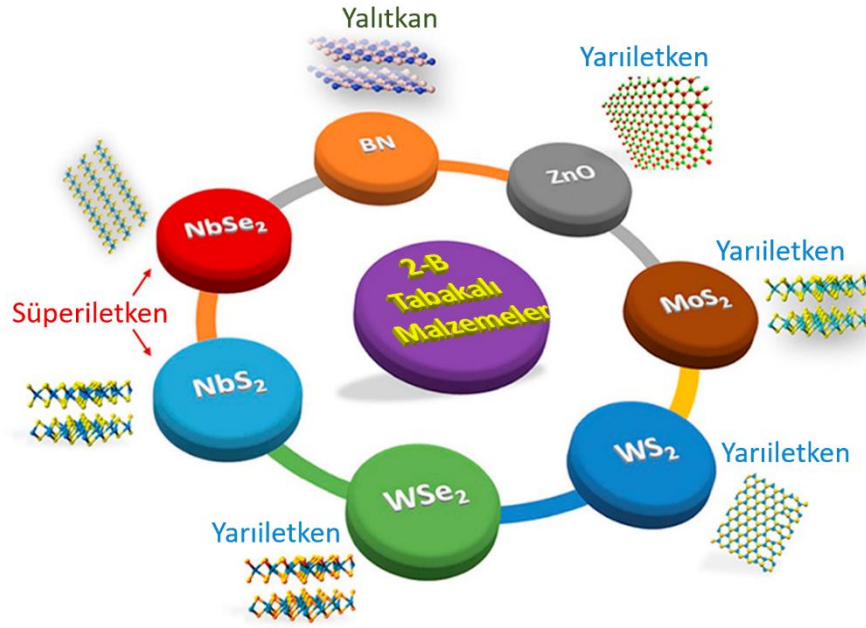 Yalıtkan
Yarıiletken
BN
ZnO
NbSe₂
2-B
Tabakalı
Malzemeler
Yarıiletken
MoS₂
Süperiletken
NbS₂
WS₂
Yarıiletken
WSe₂
Yarıiletken